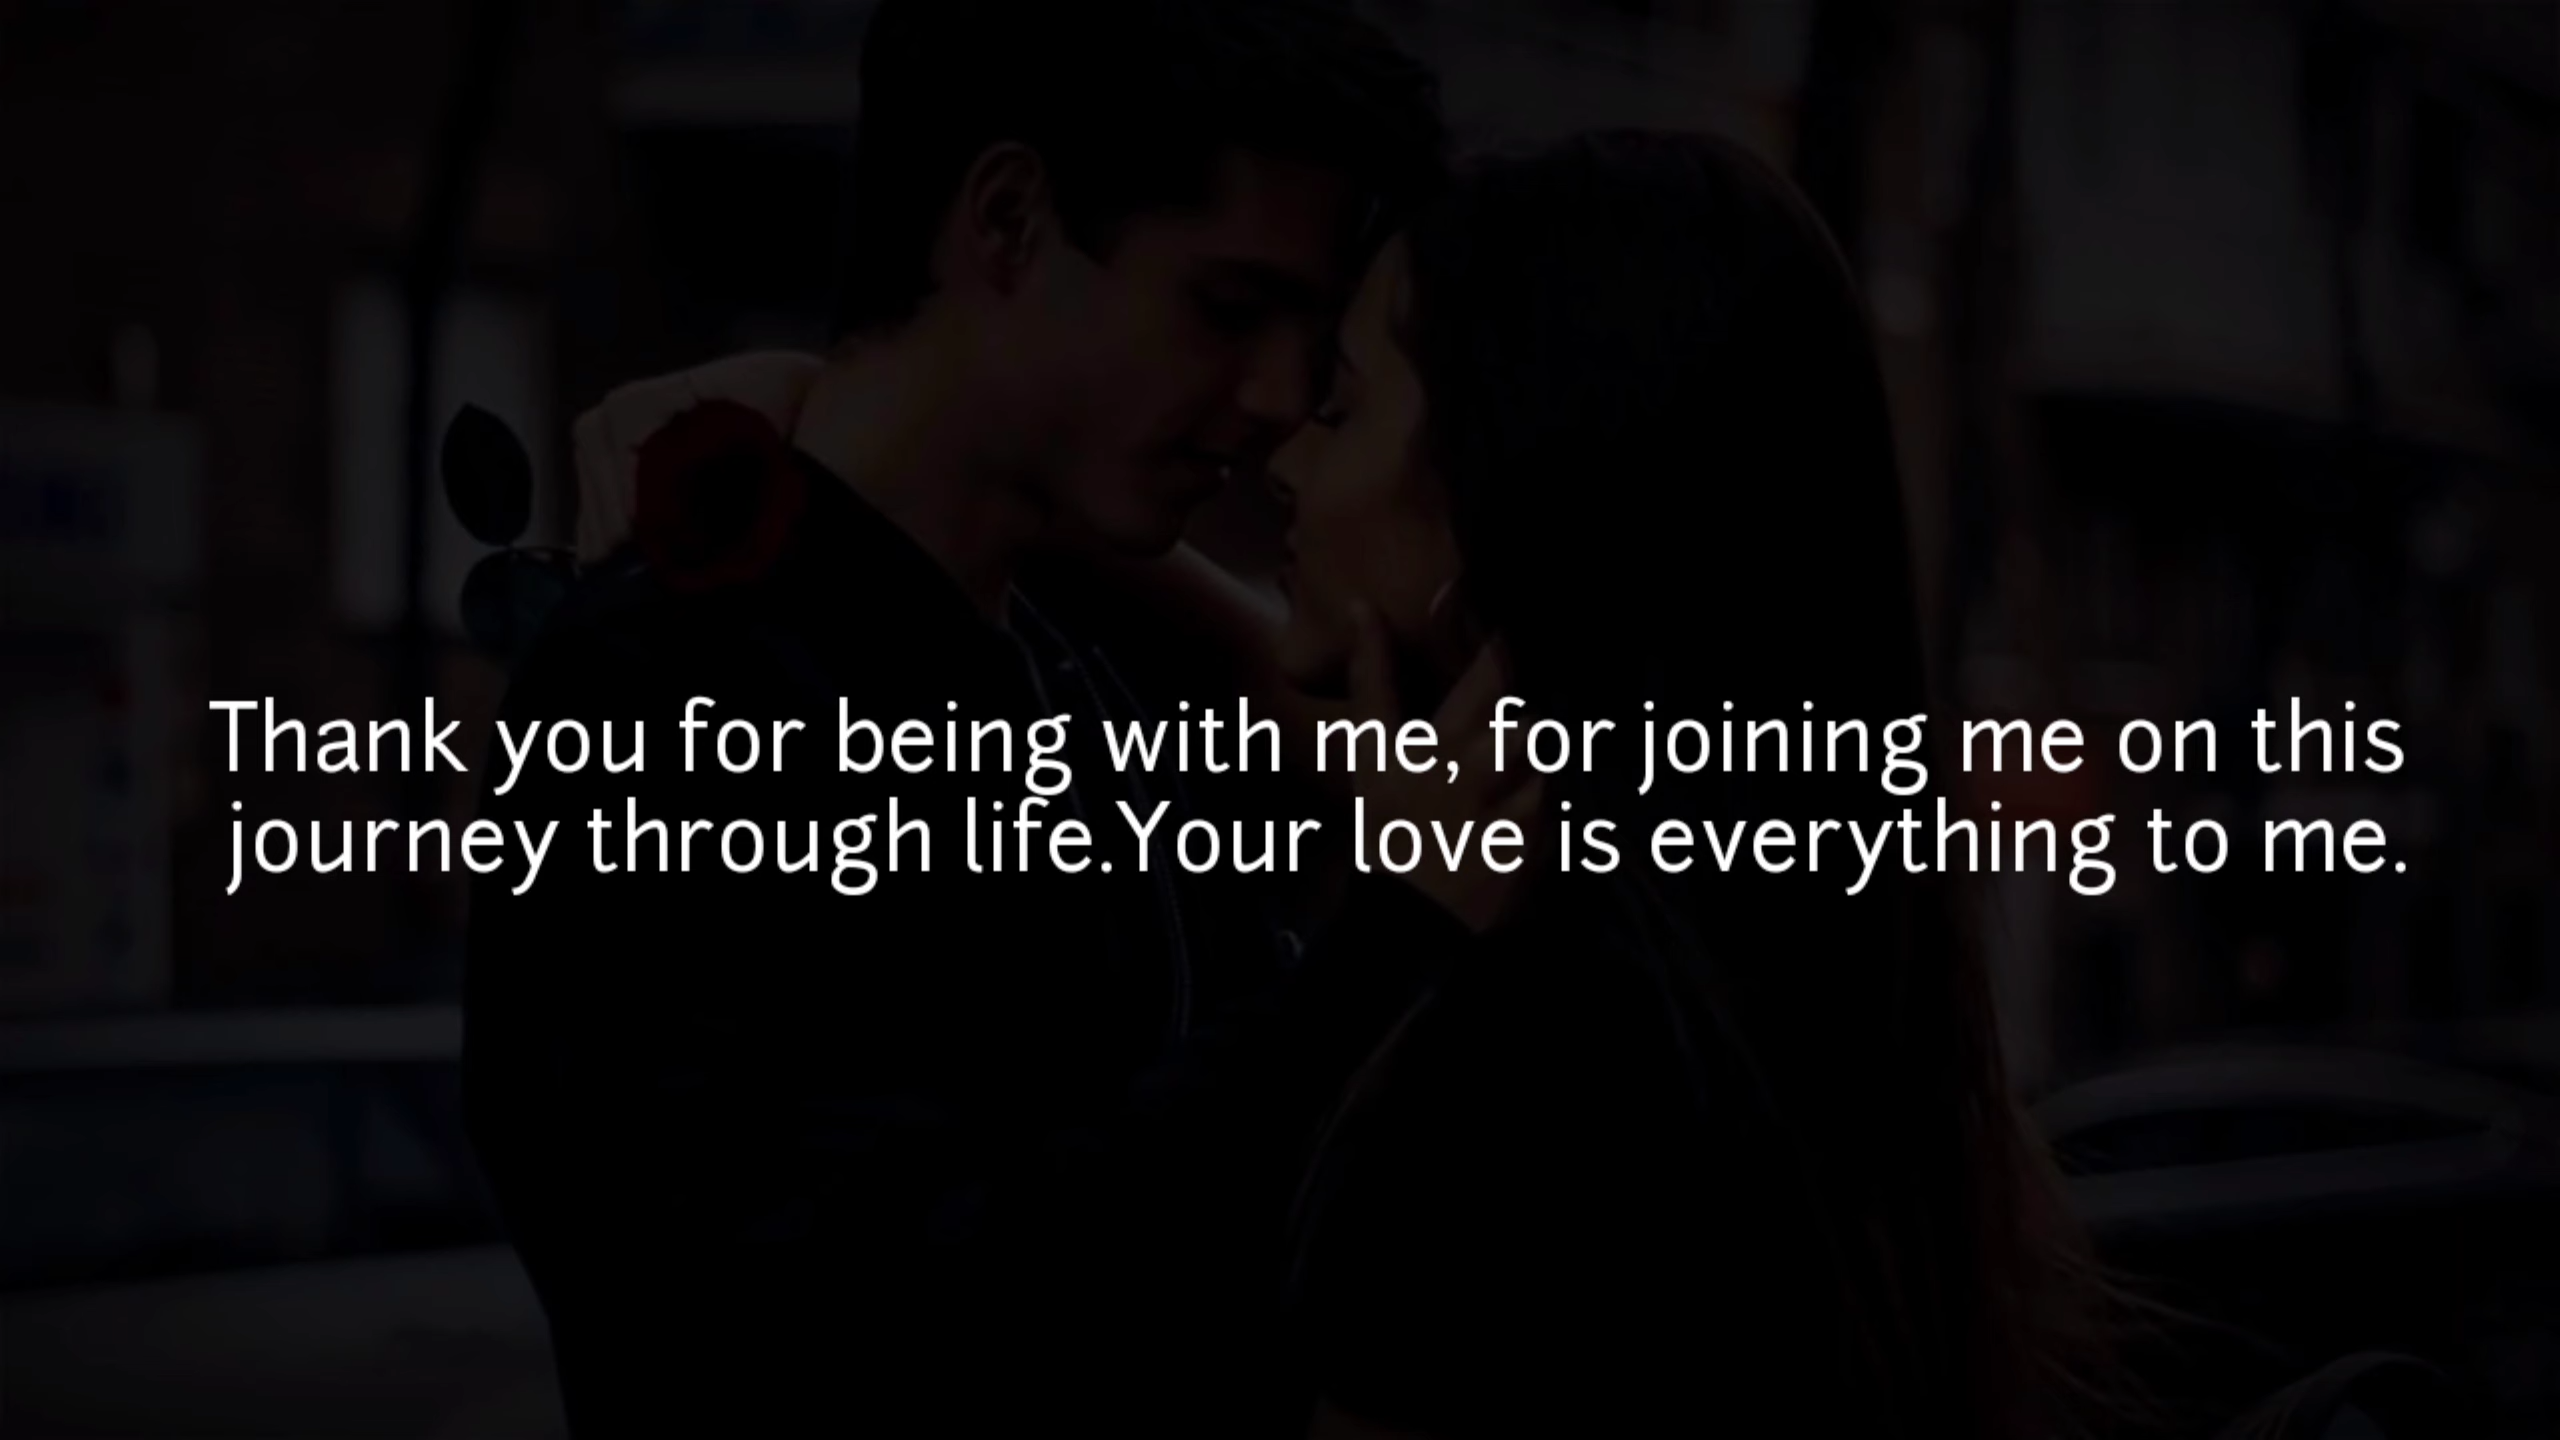 Thank you for being with me, for joining me on this
journey through life.Your love is everything to me.